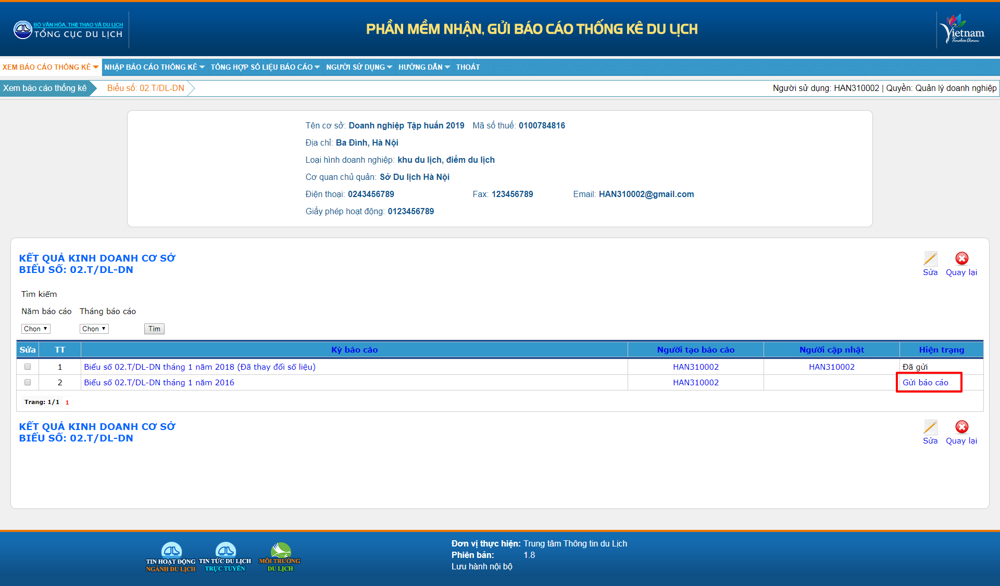 BỘ VĂN HÓA, THỂ THAO VÀ DU LỊCH
TỔNG CỤC DU LỊCH
PHẦN MỀM NHẬN, GỬI BÁO CÁO THỐNG KÊ DU LỊCH
Vietnam
Timeless Charm
XEM BÁO CÁO THỐNG KÊ NHẬP BÁO CÁO THỐNG KÊ TỔNG HỢP SỐ LIỆU BÁO CÁO NGƯỜI SỬ DỤNG HƯỚNG DẪN THOÁT
Xem báo cáo thống kê Biểu số: 02.T/DL-DN Người sử dụng: HAN310002 | Quyền: Quản lý doanh nghiệp
Tên cơ sở: Doanh nghiệp Tập huấn 2019 Mã số thuế: 0100784816
Địa chỉ: Ba Đình, Hà Nội
Loại hình doanh nghiệp: khu du lịch, điểm du lịch
Cơ quan chủ quản: Sở Du lịch Hà Nội
Điện thoại: 0243456789 Fax: 123456789 Email: HAN310002@gmail.com
Giấy phép hoạt động: 0123456789
KẾT QUẢ KINH DOANH CƠ SỞ
BIỂU SỐ: 02.T/DL-DN
Sửa Quay lại
Tìm kiếm
Năm báo cáo Tháng báo cáo
Chọn Chọn Tìm
Sửa TT Kỳ báo cáo Người tạo báo cáo Người cập nhật Hiện trạng
1 Biểu số 02.T/DL-DN tháng 1 năm 2018 (Đã thay đổi số liệu) HAN310002 HAN310002 Đã gửi
2 Biểu số 02.T/DL-DN tháng 1 năm 2016 HAN310002 Gửi báo cáo
Trang: 1/1 1
KẾT QUẢ KINH DOANH CƠ SỞ
BIỂU SỐ: 02.T/DL-DN
Sửa Quay lại
TIN HOẠT ĐỘNG
NGÀNH DU LỊCH
TIN TỨC DU LỊCH
TRỰC TUYẾN
MÔI TRƯỜNG
DU LỊCH
Đơn vị thực hiện: Trung tâm Thông tin du Lịch
Phiên bản: 1.8
Lưu hành nội bộ